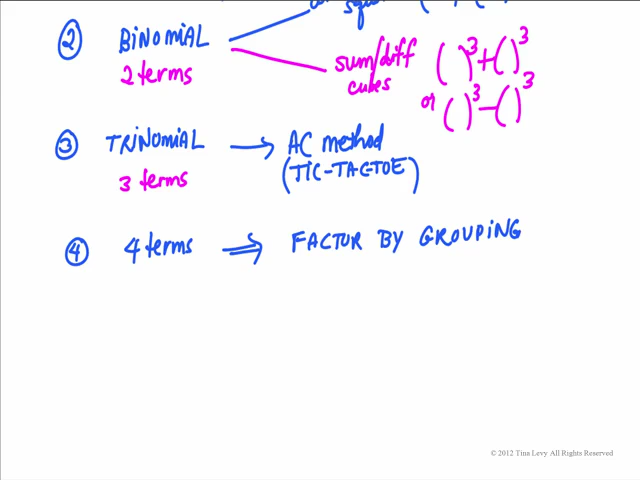 ② BINOMIAL
2 terms
sum/diff cubes
( )³+( )³
or ( )³-( )³
③ TRINOMIAL → AC method
(TIC-TAC-TOE)
3 terms
④ 4 terms ⇒ FACTOR BY GROUPING
© 2012 Tina Levy All Rights Reserved